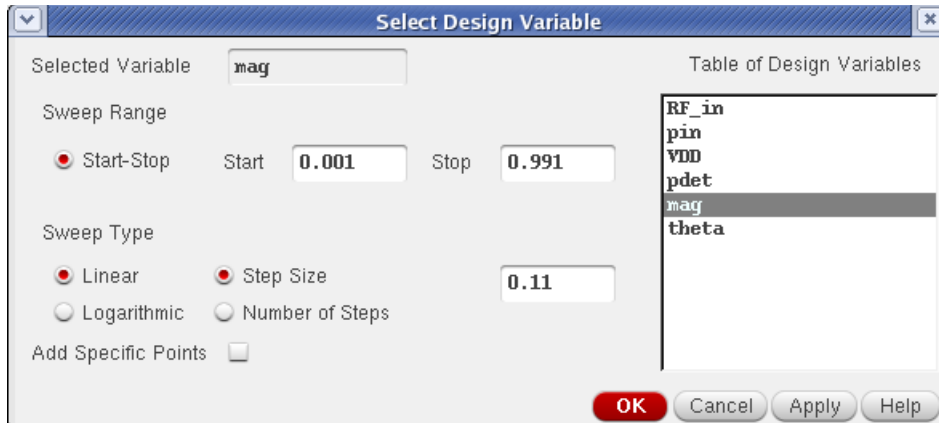 Select Design Variable
Selected Variable mag
Table of Design Variables
RF_in
pin
VDD
pdet
mag
theta
Sweep Range
Start-Stop Start 0.001 Stop 0.991
Sweep Type
Linear Step Size 0.11
Logarithmic Number of Steps
Add Specific Points
OK Cancel Apply Help